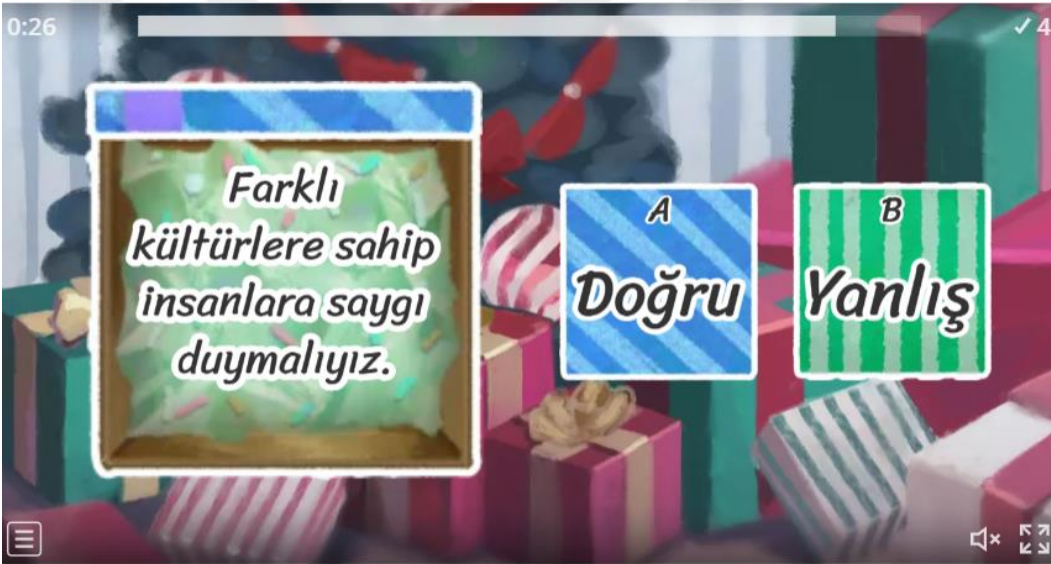 0:26
✓ 4
Farklı
kültürlere sahip
insanlara saygı
duymalıyız.
A
Doğru
B
Yanlış